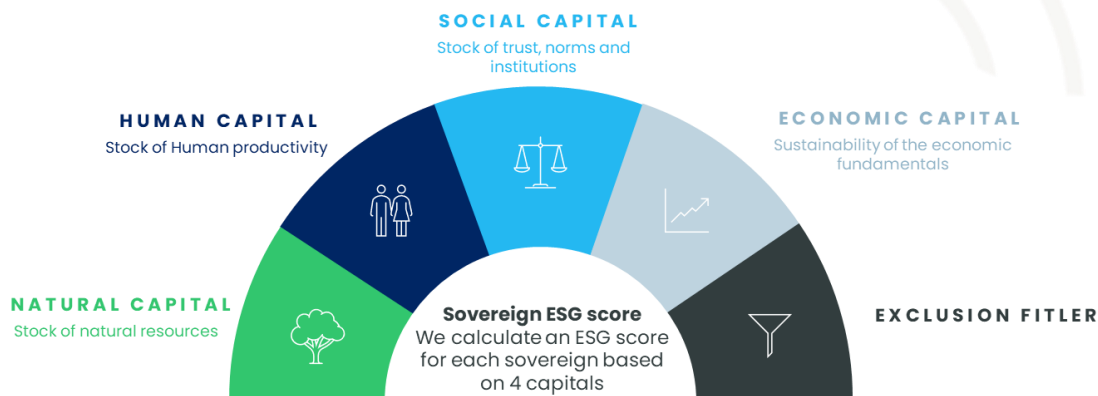 SOCIAL CAPITAL
Stock of trust, norms and
institutions
HUMAN CAPITAL
Stock of Human productivity
ECONOMIC CAPITAL
Sustainability of the economic
fundamentals
NATURAL CAPITAL
Stock of natural resources
Sovereign ESG score
We calculate an ESG score
for each sovereign based
on 4 capitals
EXCLUSION FITLER